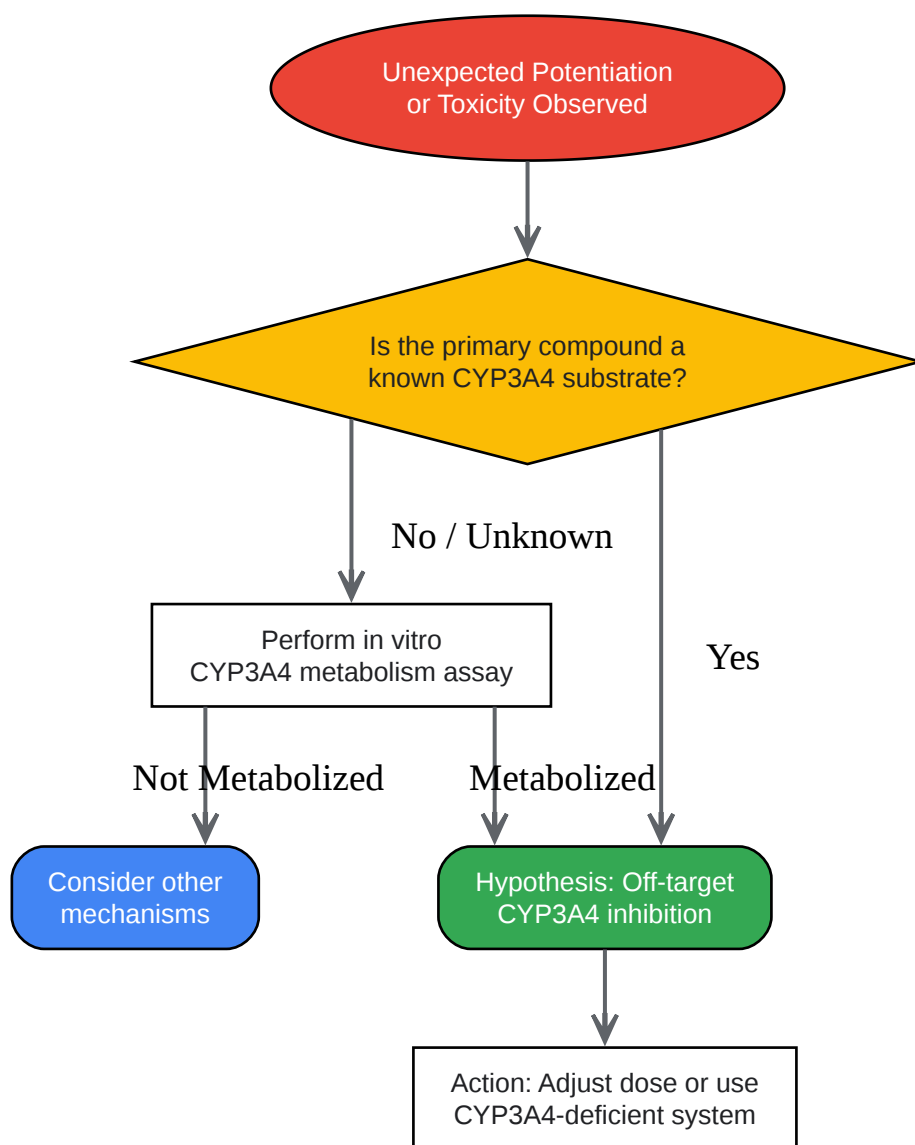 Unexpected Potentiation
or Toxicity Observed
Is the primary compound a
known CYP3A4 substrate?
No / Unknown
Perform in vitro
CYP3A4 metabolism assay
Yes
Not Metabolized
Metabolized
Consider other
mechanisms
Hypothesis: Off-target
CYP3A4 inhibition
Action: Adjust dose or use
CYP3A4-deficient system